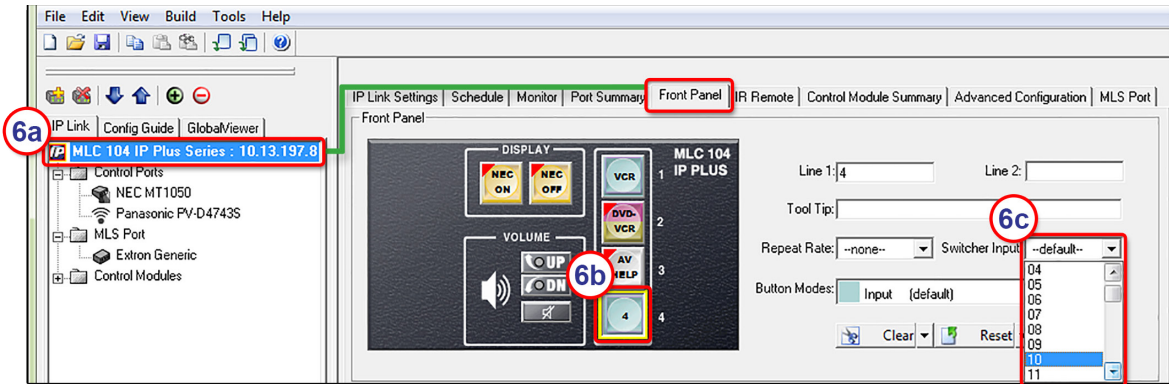 File Edit View Build Tools Help
6a
IP Link Config Guide GlobalViewer
IP MLC 104 IP Plus Series : 10.13.197.8
Control Ports
NEC MT1050
Panasonic PV-D4743S
MLS Port
Extron Generic
Control Modules
IP Link Settings Schedule Monitor Port Summary Front Panel IR Remote Control Module Summary Advanced Configuration MLS Port
Front Panel
DISPLAY
NEC ON
NEC OFF
VOLUME
UP
DN
VCR 1
DVD-VCR 2
AV HELP 3
4 4
6b
MLC 104
IP PLUS
Line 1: 4 Line 2:
Tool Tip:
6c
Repeat Rate: --none-- Switcher Input --default--
Button Modes: Input (default)
Clear Reset
04
05
06
07
08
09
10
11